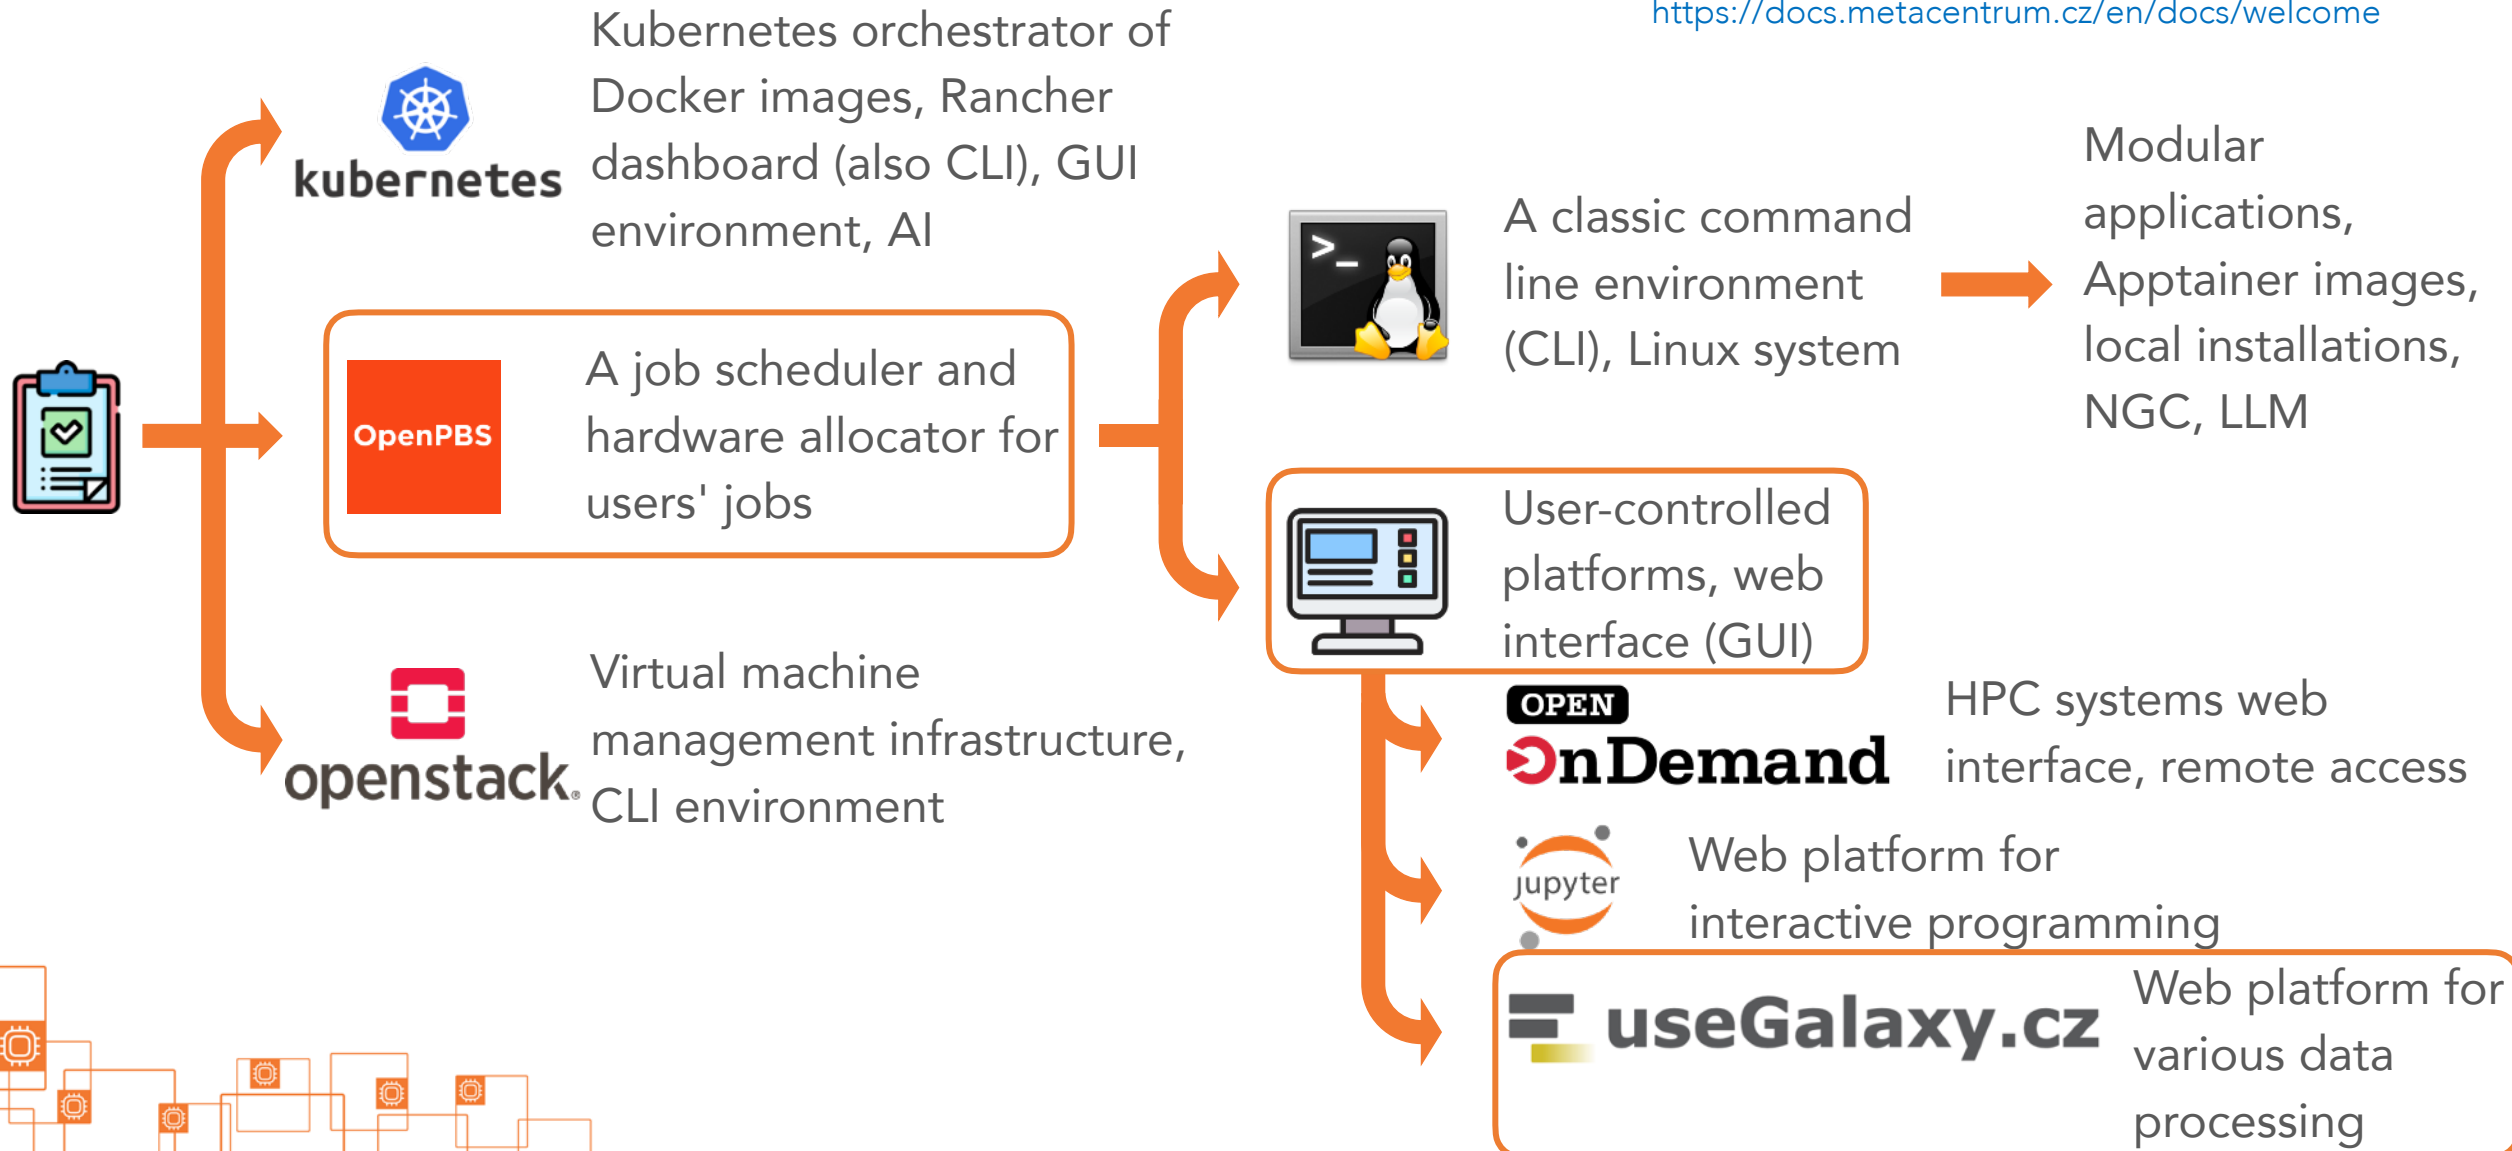 https://docs.metacentrum.cz/en/docs/welcome
kubernetes
Kubernetes orchestrator of
Docker images, Rancher
dashboard (also CLI), GUI
environment, AI
OpenPBS
A job scheduler and
hardware allocator for
users' jobs
openstack.
Virtual machine
management infrastructure,
CLI environment
>_
A classic command
line environment
(CLI), Linux system
Modular
applications,
Apptainer images,
local installations,
NGC, LLM
User-controlled
platforms, web
interface (GUI)
OPEN
OnDemand
HPC systems web
interface, remote access
jupyter
Web platform for
interactive programming
useGalaxy.cz
Web platform for
various data
processing